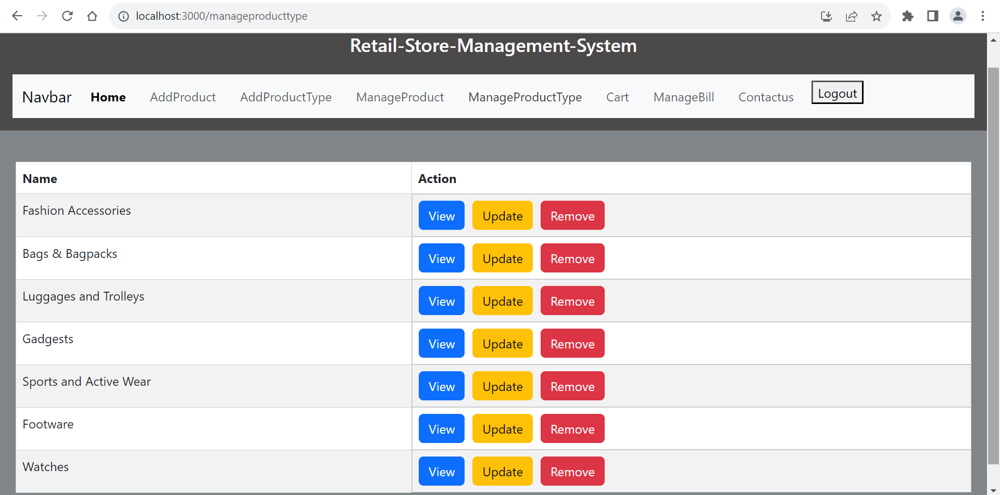 localhost:3000/manageproducttype
Retail-Store-Management-System
Navbar Home AddProduct AddProductType ManageProduct ManageProductType Cart ManageBill Contactus Logout
Name Action
Fashion Accessories View Update Remove
Bags & Bagpacks View Update Remove
Luggages and Trolleys View Update Remove
Gadgests View Update Remove
Sports and Active Wear View Update Remove
Footware View Update Remove
Watches View Update Remove